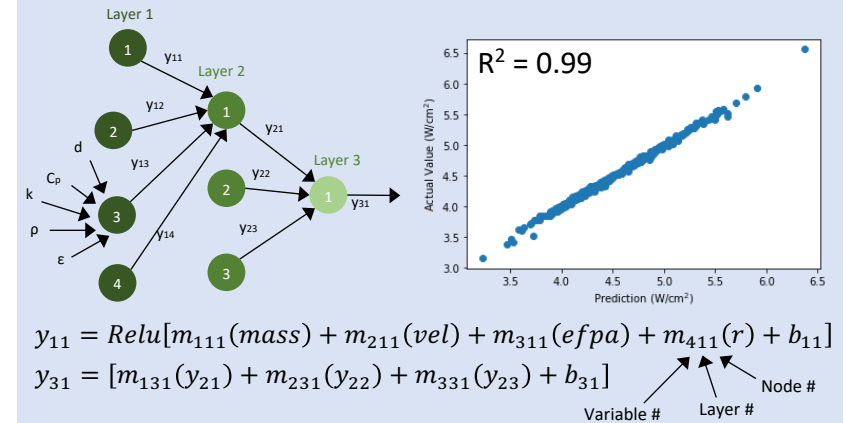 Layer 1
1
y11
Layer 2
y12
1
2
y21
d
y13
Layer 3
Cp
y22
k
2
1
y31
3
ρ
y14
y23
ε
3
4
R² = 0.99
Actual Value (W/cm²)
6.5
6.0
5.5
5.0
4.5
4.0
3.5
3.0
3.5 4.0 4.5 5.0 5.5 6.0 6.5
Prediction (W/cm²)
y₁₁ = Relu[m₁₁₁(mass) + m₂₁₁(vel) + m₃₁₁(efpa) + m₄₁₁(r) + b₁₁]
y₃₁ = [m₁₃₁(y₂₁) + m₂₃₁(y₂₂) + m₃₃₁(y₂₃) + b₃₁]
Node #
Layer #
Variable #